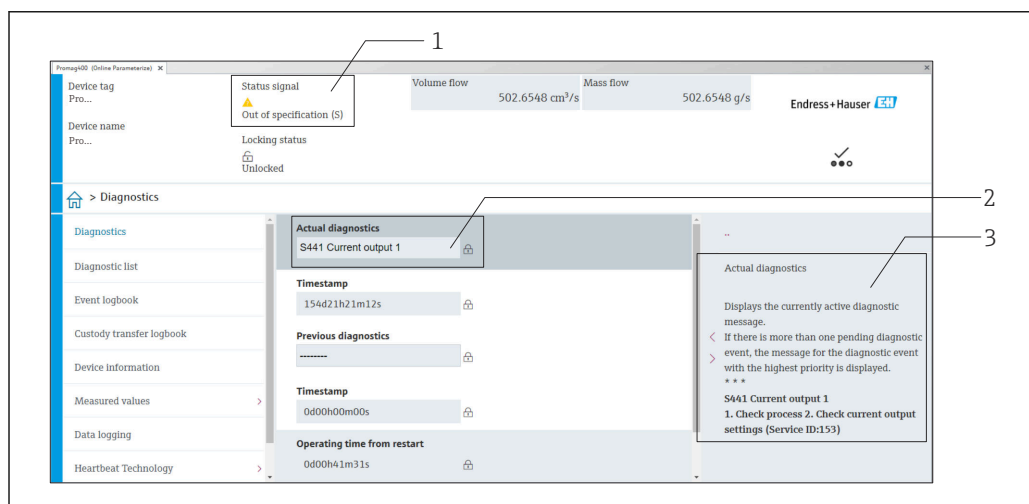 1
Promag400 (Online Parameterize) ×
×
Device tag
Pro...
Status signal
Out of specification (S)
Volume flow
502.6548 cm³/s
Mass flow
502.6548 g/s
Endress+Hauser EH
Device name
Pro...
Locking status
Unlocked
> Diagnostics
2
3
Diagnostics
Diagnostic list
Event logbook
Custody transfer logbook
Device information
Measured values >
Data logging
Heartbeat Technology >
Actual diagnostics
S441 Current output 1
Timestamp
154d21h21m12s
Previous diagnostics
--------
Timestamp
0d00h00m00s
Operating time from restart
0d00h41m31s
..
Actual diagnostics
Displays the currently active diagnostic
message.
If there is more than one pending diagnostic
event, the message for the diagnostic event
with the highest priority is displayed.
* * *
S441 Current output 1
1. Check process 2. Check current output
settings (Service ID:153)